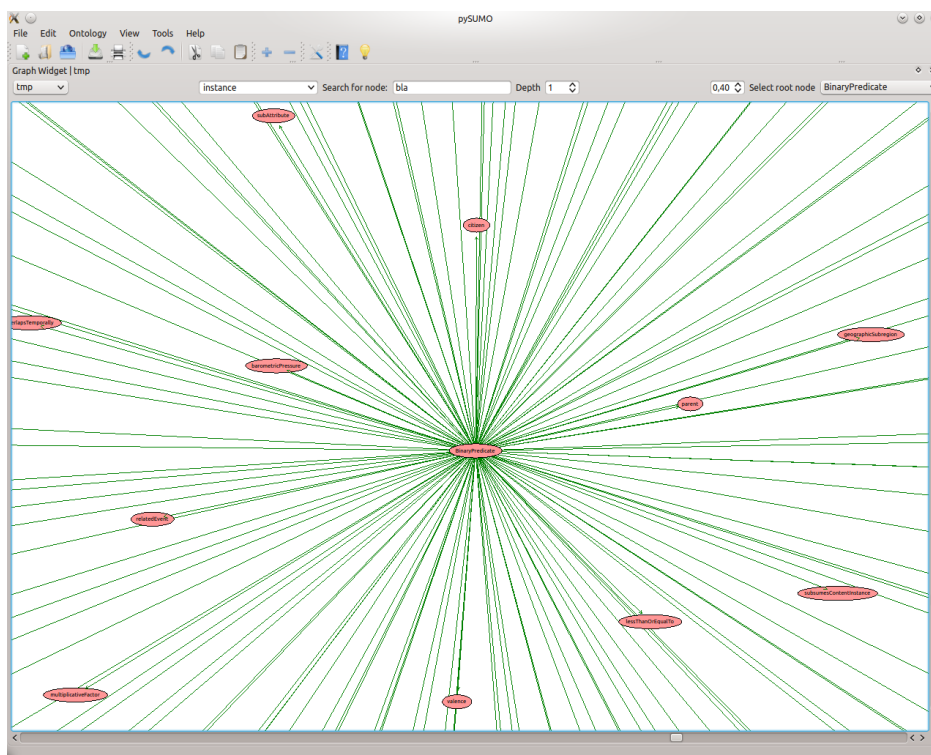 pySUMO
File Edit Ontology View Tools Help
Graph Widget | tmp
tmp instance Search for node: bla Depth 1 0,40 Select root node BinaryPredicate
subAttribute
citizen
erlapsTemporally
geographicSubregion
barometricPressure
parent
BinaryPredicate
relatedEvent
subsumesContentInstance
lessThanOrEqualTo
multiplicativeFactor
valence